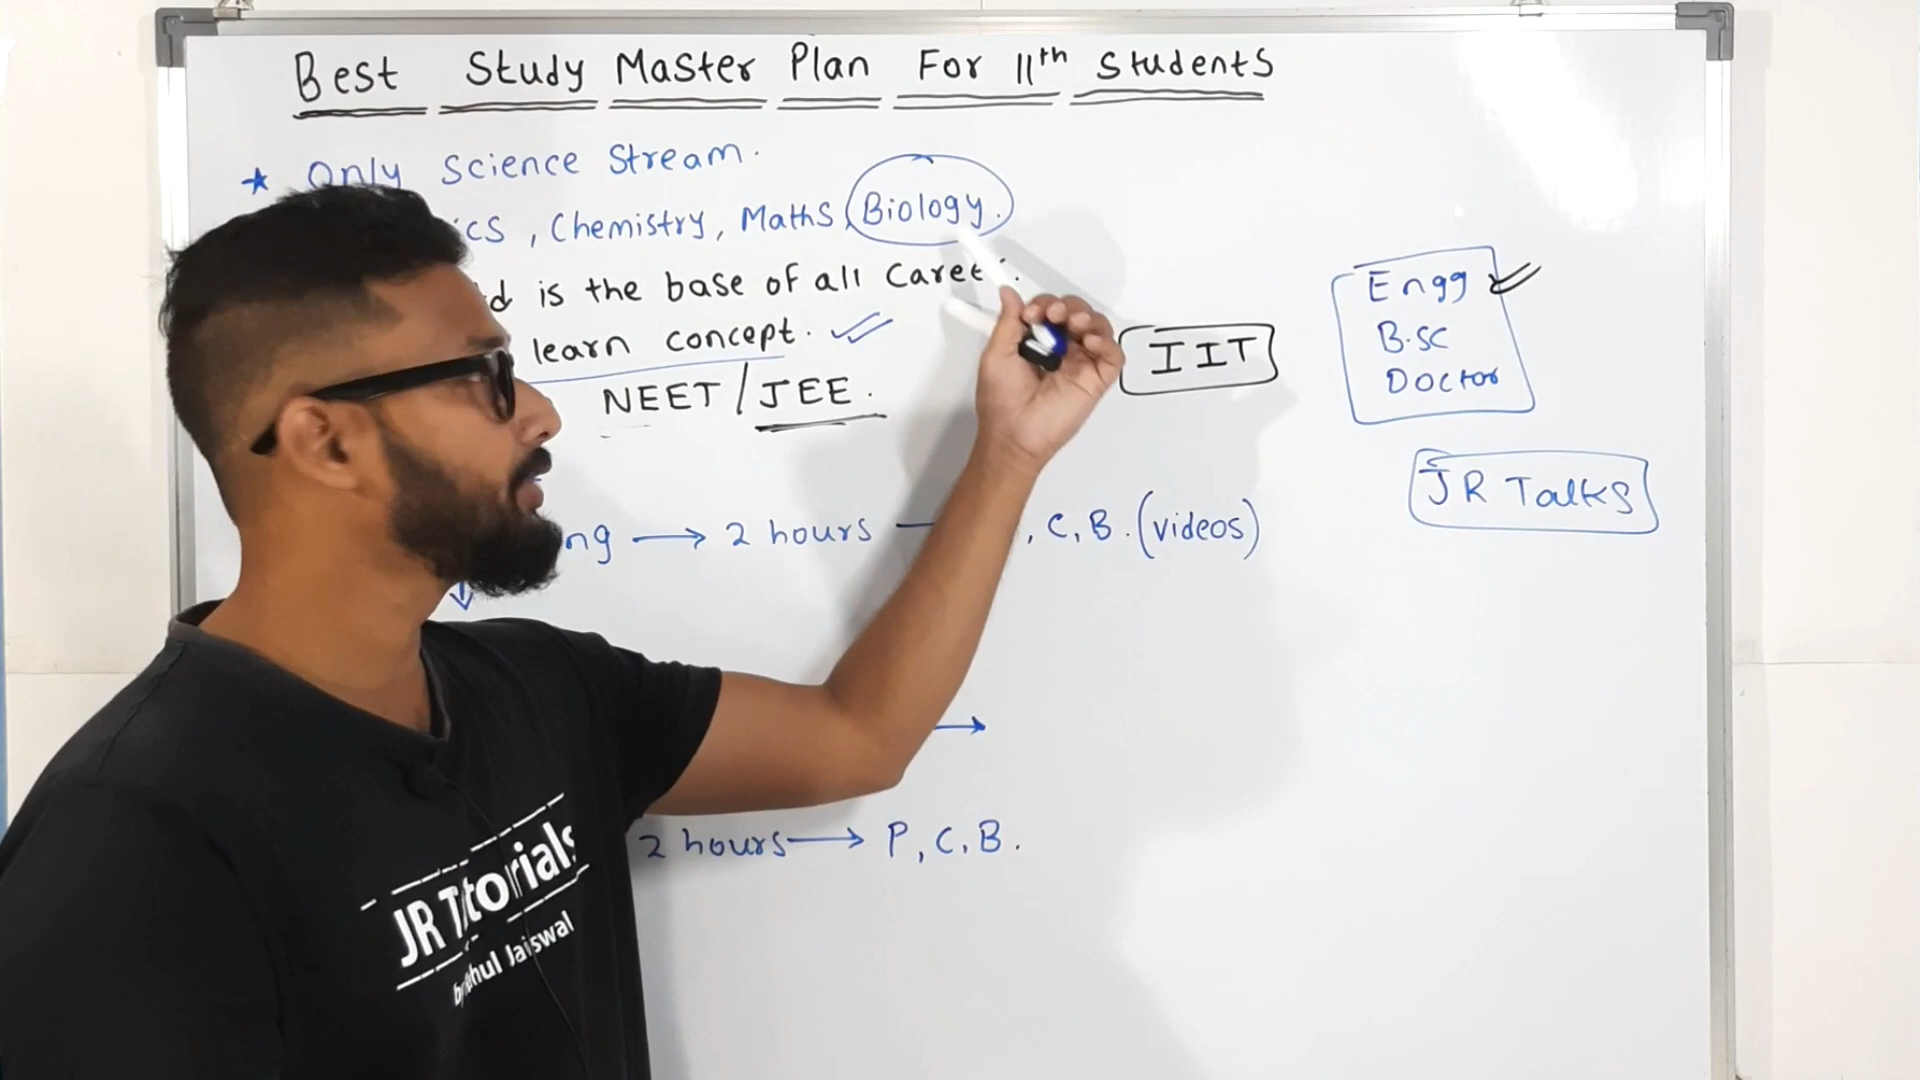 Best Study Master Plan For 11th Students
★ Only Science Stream.
ics, Chemistry, Maths, Biology.
d is the base of all Caree
learn concept.
NEET / JEE.
IIT
Engg
B.SC
Doctor
JR Talks
ng → 2 hours , C, B. (videos)
2 hours → P, C, B.
JR Tutorials
Jaiswal